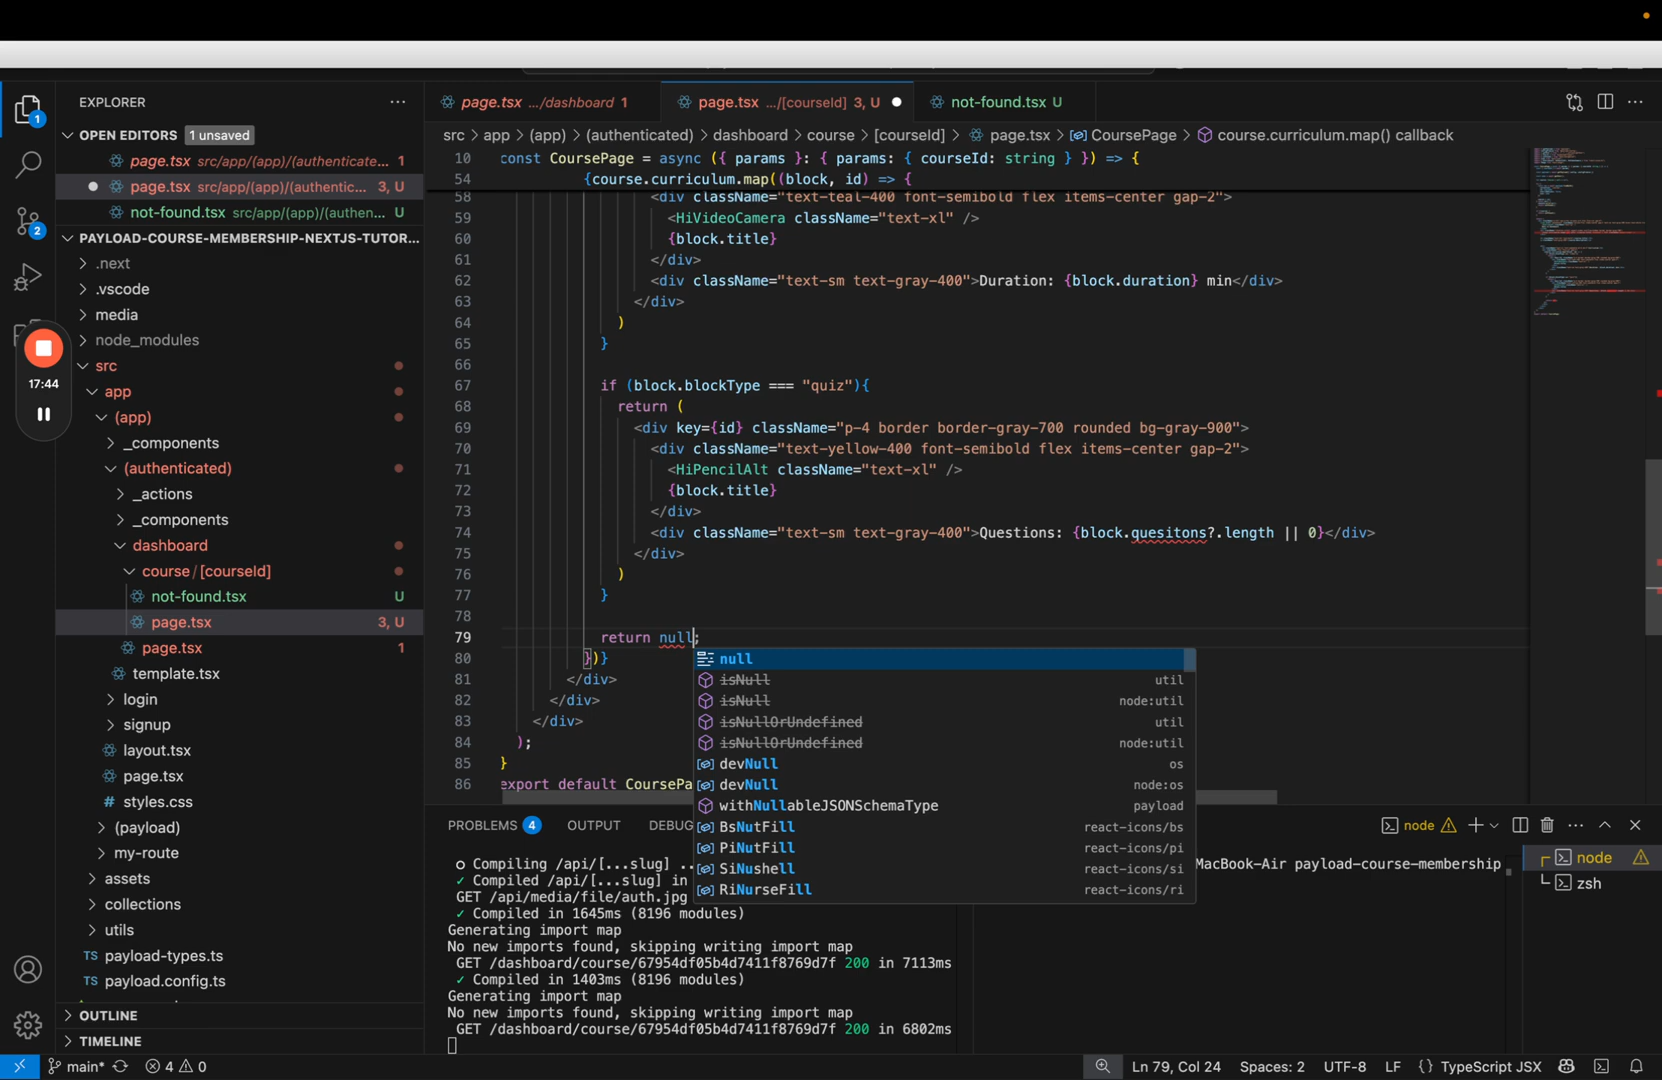 EXPLORER
OPEN EDITORS 1 unsaved
page.tsx src/app/(app)/(authenticate... 1
page.tsx src/app/(app)/(authentic... 3, U
not-found.tsx src/app/(app)/(authen... U
PAYLOAD-COURSE-MEMBERSHIP-NEXTJS-TUTOR...
.next
.vscode
media
node_modules
src
app
(app)
_components
(authenticated)
_actions
_components
dashboard
course / [courseId]
not-found.tsx U
page.tsx 3, U
page.tsx 1
template.tsx
login
signup
layout.tsx
page.tsx
# styles.css
(payload)
my-route
assets
collections
utils
TS payload-types.ts
TS payload.config.ts
OUTLINE
TIMELINE
1
2
17:44
page.tsx .../dashboard 1
page.tsx .../[courseId] 3, U
not-found.tsx U
src > app > (app) > (authenticated) > dashboard > course > [courseId] > page.tsx > CoursePage > course.curriculum.map() callback
10 const CoursePage = async ({ params }: { params: { courseId: string } }) => {
54 {course.curriculum.map((block, id) => {
58 <div className="text-teal-400 font-semibold flex items-center gap-2">
59 <HiVideoCamera className="text-xl" />
60 {block.title}
61 </div>
62 <div className="text-sm text-gray-400">Duration: {block.duration} min</div>
63 </div>
64 )
65 }
66
67 if (block.blockType === "quiz"){
68 return (
69 <div key={id} className="p-4 border border-gray-700 rounded bg-gray-900">
70 <div className="text-yellow-400 font-semibold flex items-center gap-2">
71 <HiPencilAlt className="text-xl" />
72 {block.title}
73 </div>
74 <div className="text-sm text-gray-400">Questions: {block.quesitons?.length || 0}</div>
75 </div>
76 )
77 }
78
79 return null;
80 })}
81 </div>
82 </div>
83 </div>
84 );
85 }
86 export default CoursePa
null
isNull util
isNull node:util
isNullOrUndefined util
isNullOrUndefined node:util
devNull os
devNull node:os
withNullableJSONSchemaType payload
BsNutFill react-icons/bs
PiNutFill react-icons/pi
SiNushell react-icons/si
RiNurseFill react-icons/ri
PROBLEMS 4 OUTPUT DEBUG
node
○ Compiling /api/[...slug] ..
✓ Compiled /api/[...slug] in
GET /api/media/file/auth.jpg
✓ Compiled in 1645ms (8196 modules)
Generating import map
No new imports found, skipping writing import map
GET /dashboard/course/67954df05b4d7411f8769d7f 200 in 7113ms
✓ Compiled in 1403ms (8196 modules)
Generating import map
No new imports found, skipping writing import map
GET /dashboard/course/67954df05b4d7411f8769d7f 200 in 6802ms
MacBook-Air payload-course-membership
node
zsh
main* 4 0
Ln 79, Col 24 Spaces: 2 UTF-8 LF {} TypeScript JSX